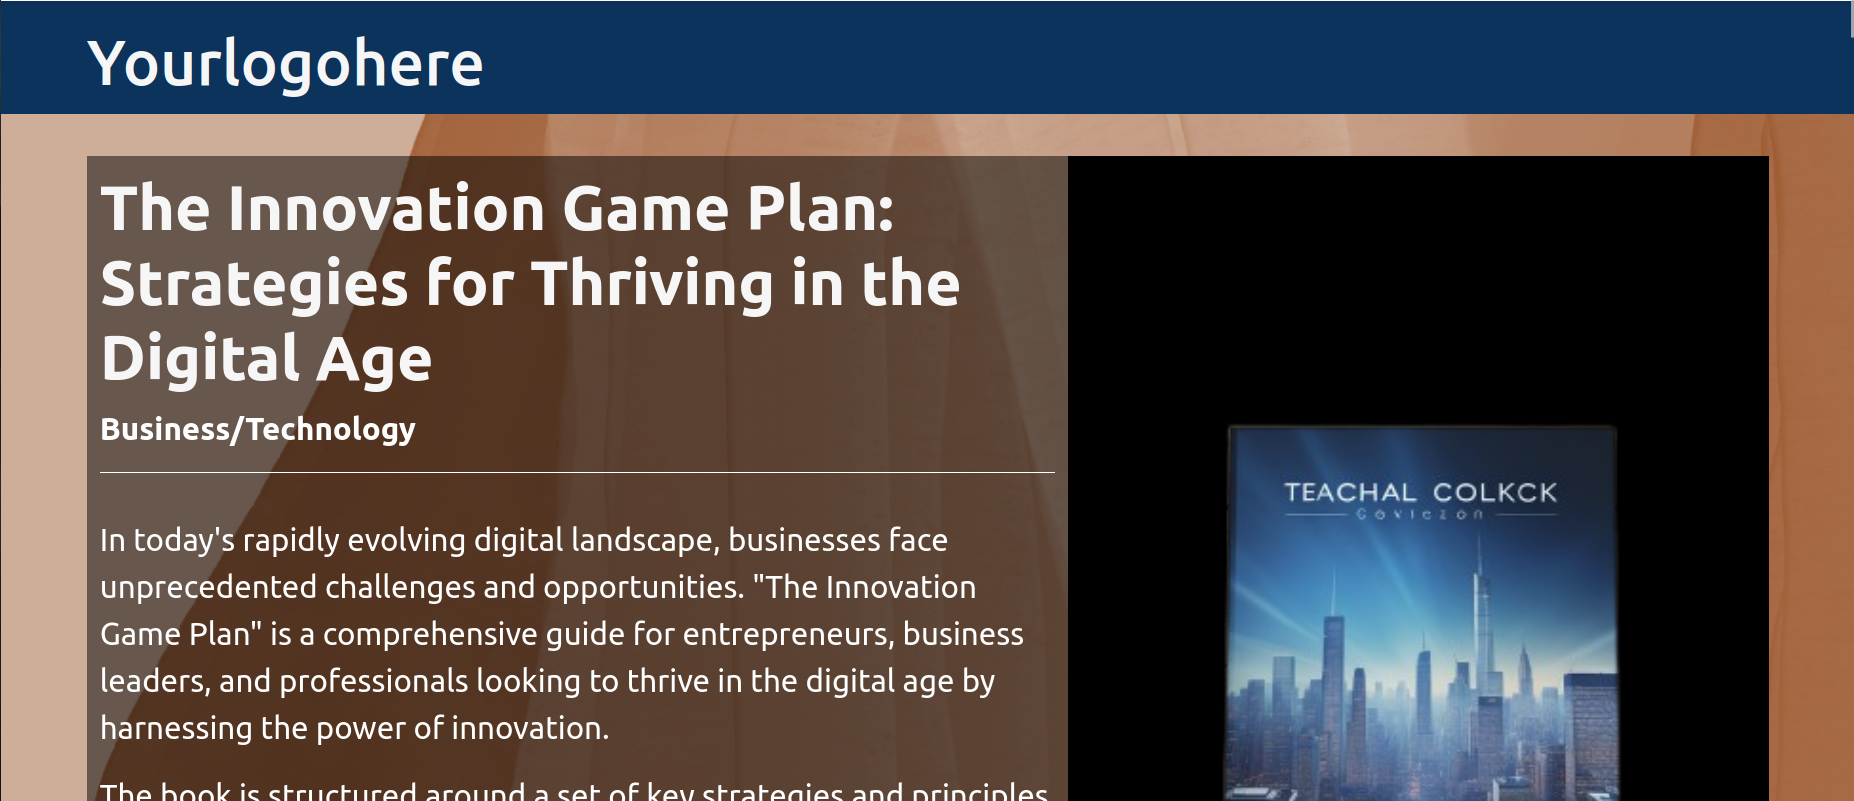 Yourlogohere
The Innovation Game Plan:
Strategies for Thriving in the
Digital Age
Business/Technology
In today's rapidly evolving digital landscape, businesses face
unprecedented challenges and opportunities. "The Innovation
Game Plan" is a comprehensive guide for entrepreneurs, business
leaders, and professionals looking to thrive in the digital age by
harnessing the power of innovation.
The book is structured around a set of key strategies and principles
TEACHAL COLKCK